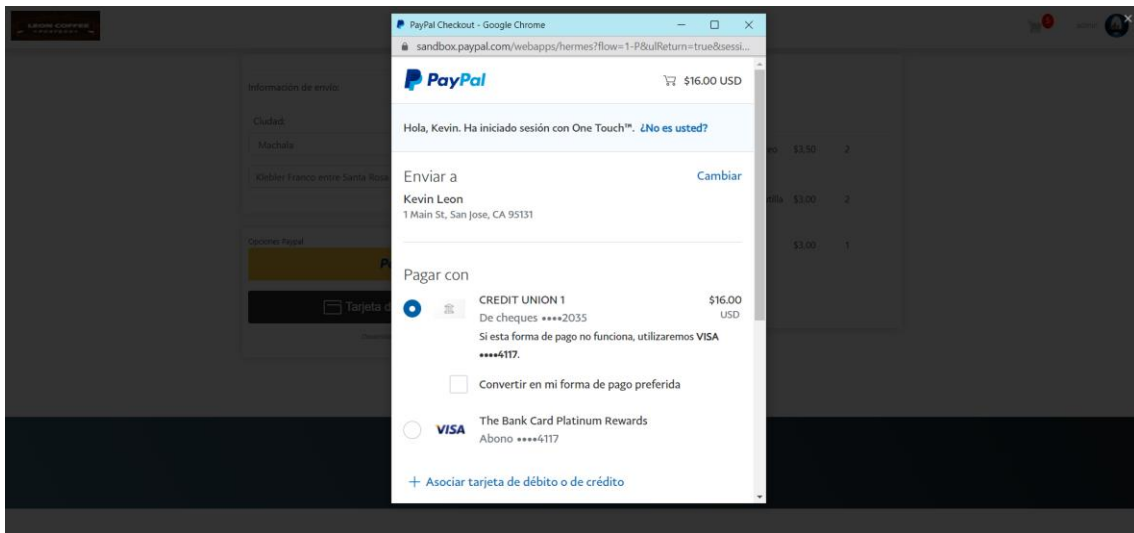 PayPal Checkout - Google Chrome
sandbox.paypal.com/webapps/hermes?flow=1-P&ulReturn=true&sessi...
LEON COFFEE
0
PayPal $16.00 USD
Información de envío:
Hola, Kevin. Ha iniciado sesión con One Touch™. ¿No es usted?
Ciudad:
Machala
$3.50 2
Klebler Franco entre Santa Rosa
Enviar a Cambiar
Kevin Leon
1 Main St, San Jose, CA 95131
$3.00 2
Opciones Paypal
$3.00 1
Pagar con
Tarjeta d
CREDIT UNION 1 $16.00
De cheques ••••2035 USD
Si esta forma de pago no funciona, utilizaremos VISA
••••4117.
Convertir en mi forma de pago preferida
VISA The Bank Card Platinum Rewards
Abono ••••4117
+ Asociar tarjeta de débito o de crédito